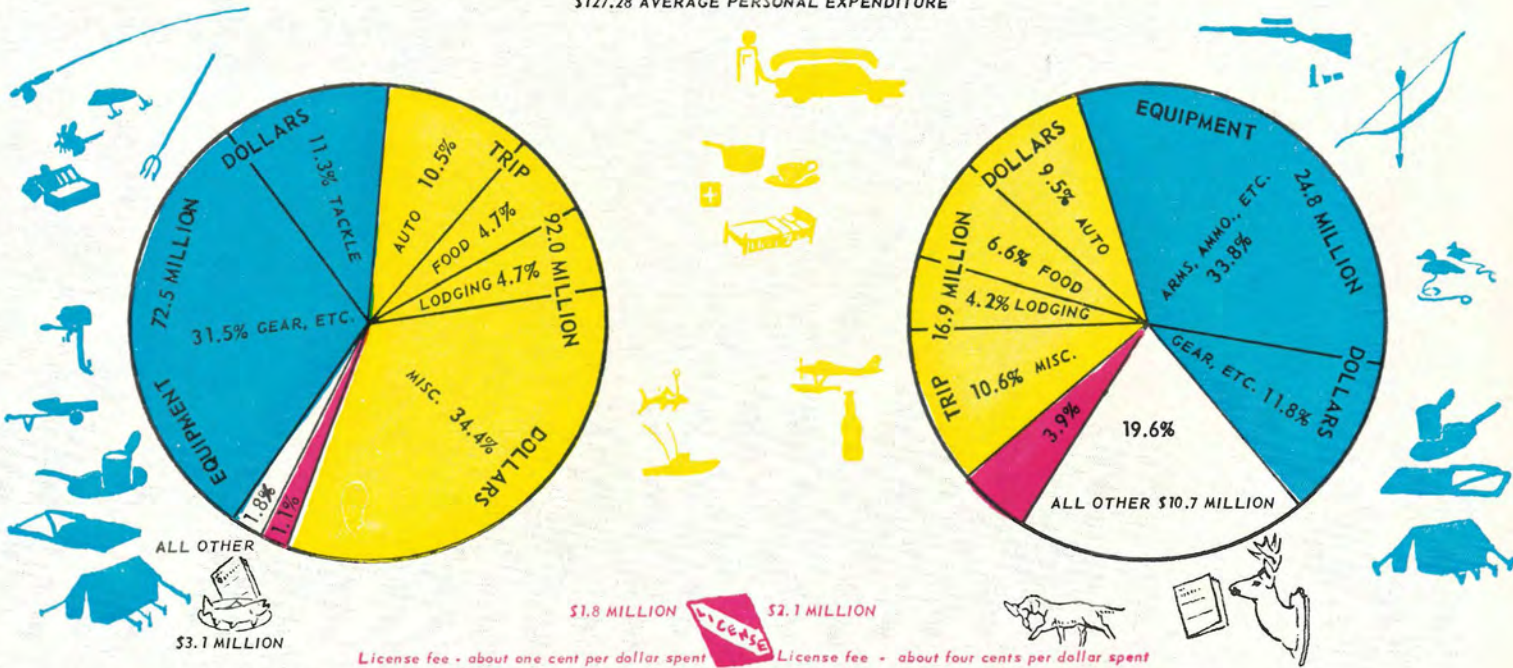 $127.28 AVERAGE PERSONAL EXPENDITURE
EQUIPMENT 72.5 MILLION DOLLARS
11.3% TACKLE
31.5% GEAR, ETC.
TRIP 92.0 MILLION DOLLARS
AUTO 10.5%
FOOD 4.7%
LODGING 4.7%
MISC. 34.4%
1.8%
1.1%
ALL OTHER
$3.1 MILLION
TRIP 16.9 MILLION DOLLARS
9.5% AUTO
6.6% FOOD
4.2% LODGING
10.6% MISC.
EQUIPMENT 24.8 MILLION DOLLARS
ARMS, AMMO., ETC.
33.8%
GEAR, ETC. 11.8%
3.9%
19.6%
ALL OTHER $10.7 MILLION
$1.8 MILLION LICENSE $2.1 MILLION
License fee - about one cent per dollar spent
License fee - about four cents per dollar spent